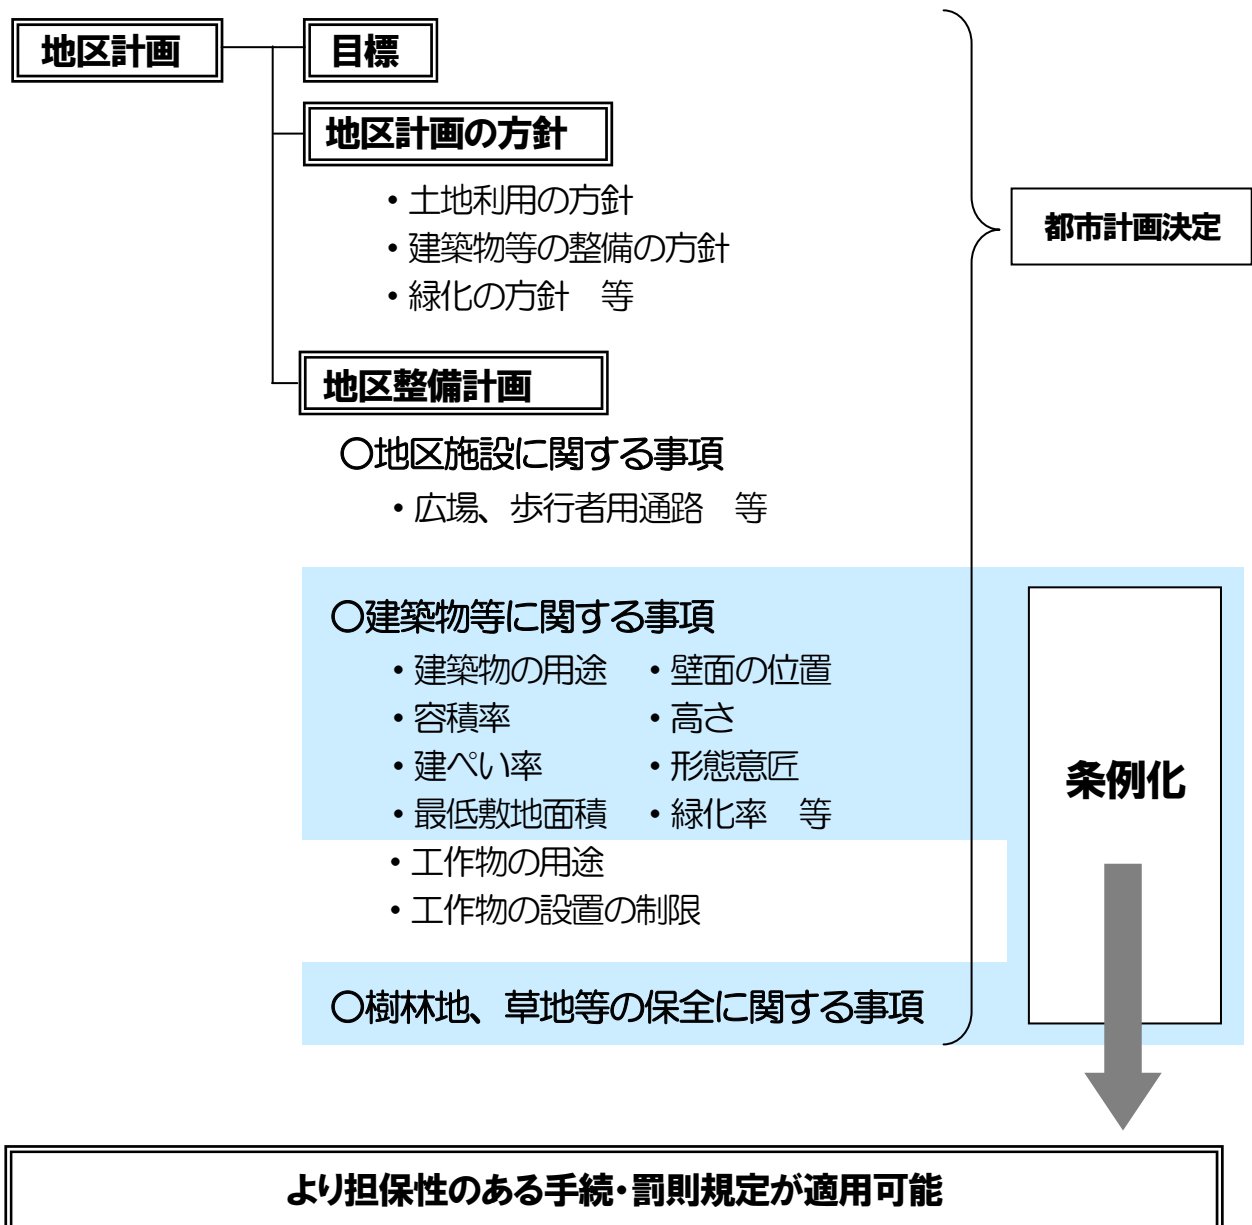 地区計画
目標
地区計画の方針
・土地利用の方針
・建築物等の整備の方針
・緑化の方針　等
都市計画決定
地区整備計画
〇地区施設に関する事項
・広場、歩行者用通路　等
〇建築物等に関する事項
・建築物の用途　・壁面の位置
・容積率　・高さ
・建ぺい率　・形態意匠
・最低敷地面積　・緑化率　等
・工作物の用途
・工作物の設置の制限
〇樹林地、草地等の保全に関する事項
条例化
より担保性のある手続・罰則規定が適用可能